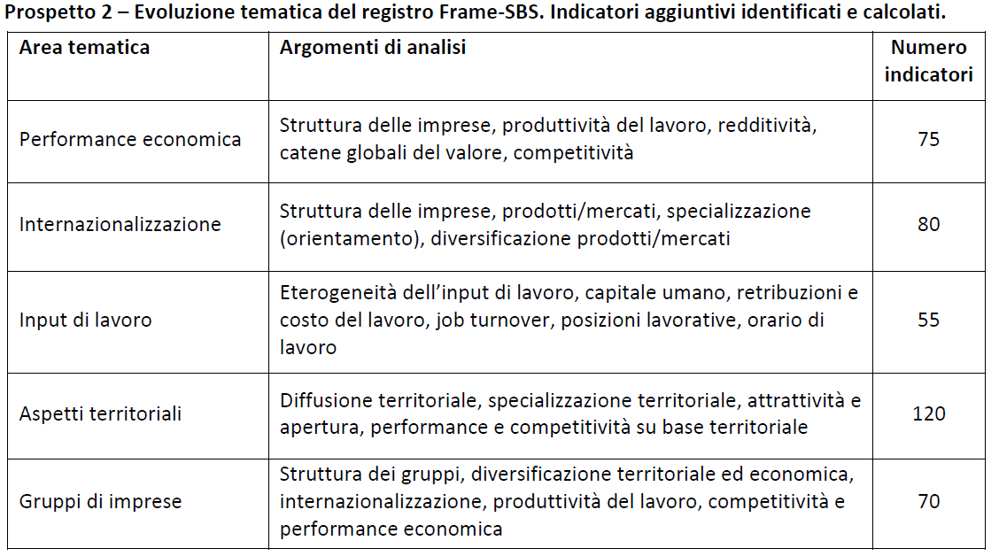 Prospetto 2 – Evoluzione tematica del registro Frame-SBS. Indicatori aggiuntivi identificati e calcolati.
Area tematica
Argomenti di analisi
Numero
indicatori
Performance economica
Struttura delle imprese, produttività del lavoro, redditività,
catene globali del valore, competitività
75
Internazionalizzazione
Struttura delle imprese, prodotti/mercati, specializzazione
(orientamento), diversificazione prodotti/mercati
80
Input di lavoro
Eterogeneità dell’input di lavoro, capitale umano, retribuzioni e
costo del lavoro, job turnover, posizioni lavorative, orario di
lavoro
55
Aspetti territoriali
Diffusione territoriale, specializzazione territoriale, attrattività e
apertura, performance e competitività su base territoriale
120
Gruppi di imprese
Struttura dei gruppi, diversificazione territoriale ed economica,
internazionalizzazione, produttività del lavoro, competitività e
performance economica
70